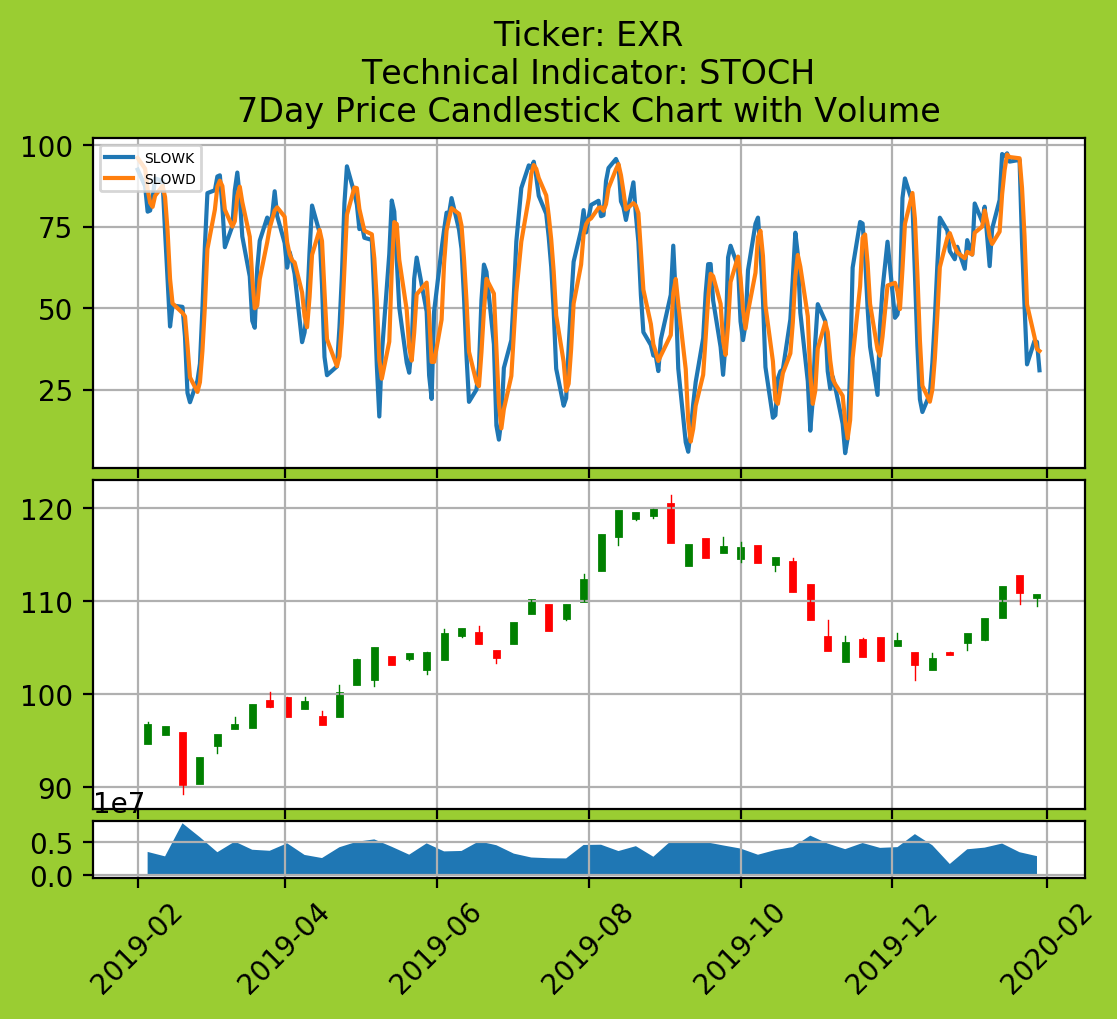 Ticker: EXR
Technical Indicator: STOCH
7Day Price Candlestick Chart with Volume
100
SLOWK
SLOWD
75
50
25
120
110
100
90
1e7
0.5
0.0
2019-02
2019-04
2019-06
2019-08
2019-10
2019-12
2020-02